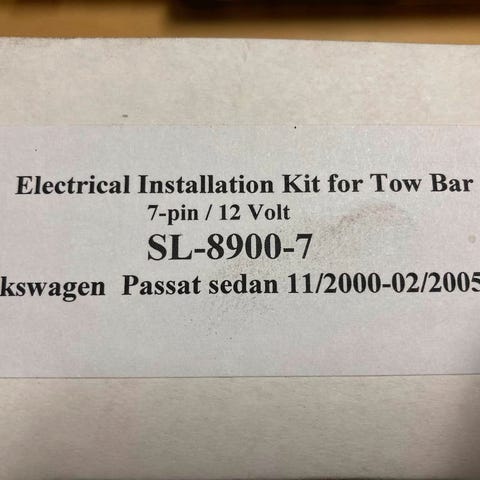 Electrical Installation Kit for Tow Bar
7-pin / 12 Volt
SL-8900-7
kswagen Passat sedan 11/2000-02/2005